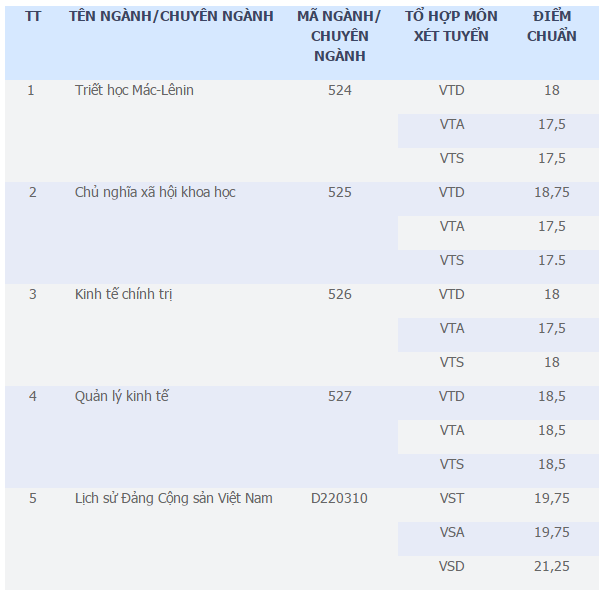 TT TÊN NGÀNH/CHUYÊN NGÀNH MÃ NGÀNH/ TỔ HỢP MÔN ĐIỂM
CHUYÊN XÉT TUYỂN CHUẨN
NGÀNH
1 Triết học Mác-Lênin 524 VTD 18
VTA 17,5
VTS 17,5
2 Chủ nghĩa xã hội khoa học 525 VTD 18,75
VTA 17,5
VTS 17.5
3 Kinh tế chính trị 526 VTD 18
VTA 17,5
VTS 18
4 Quản lý kinh tế 527 VTD 18,5
VTA 18,5
VTS 18,5
5 Lịch sử Đảng Cộng sản Việt Nam D220310 VST 19,75
VSA 19,75
VSD 21,25